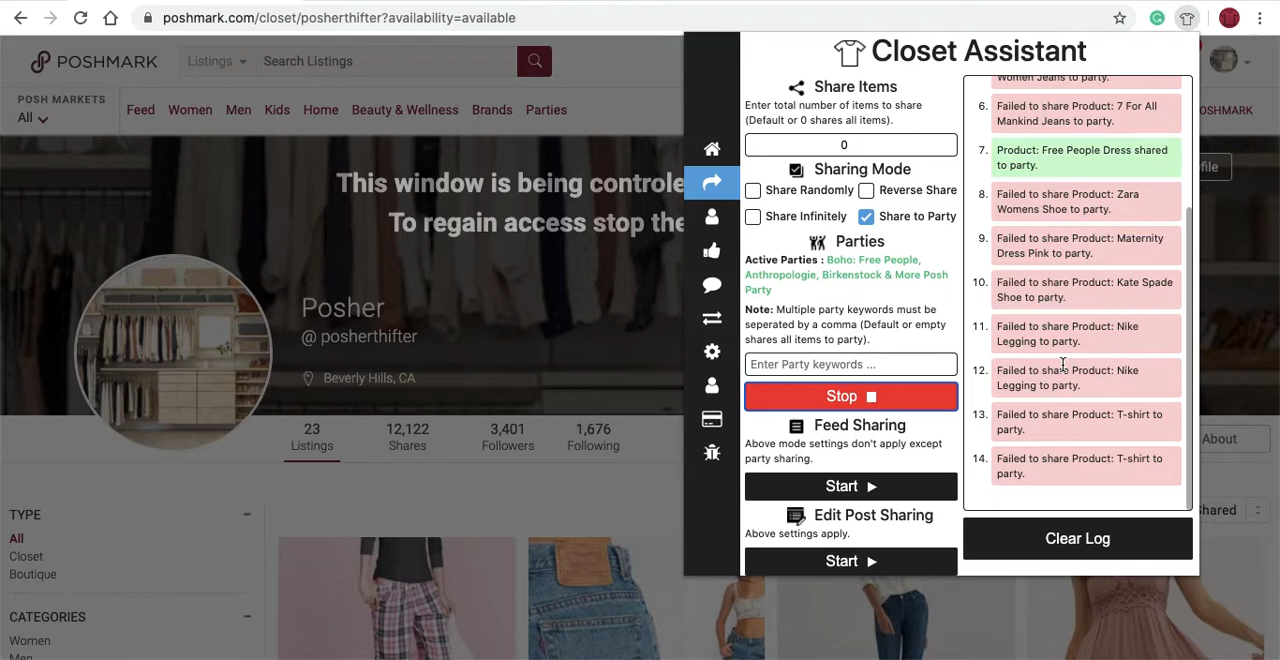 poshmark.com/closet/posherthifter?availability=available
POSHMARK
Listings
Search Listings
POSH MARKETS
All
Feed
Women
Men
Kids
Home
Beauty & Wellness
Brands
Parties
OSHMARK
This window is being controle
To regain access stop the
file
Posher
@ posherthifter
Beverly Hills, CA
23
Listings
12,122
Shares
3,401
Followers
1,676
Following
About
TYPE
All
Closet
Boutique
CATEGORIES
Women
Men
Shared
Closet Assistant
Share Items
Enter total number of items to share
(Default or 0 shares all items).
0
Sharing Mode
Share Randomly
Reverse Share
Share Infinitely
Share to Party
Parties
Active Parties : Boho: Free People,
Anthropologie, Birkenstock & More Posh
Party
Note: Multiple party keywords must be
seperated by a comma (Default or empty
shares all items to party).
Enter Party keywords ...
Stop
Feed Sharing
Above mode settings don't apply except
party sharing.
Start
Edit Post Sharing
Above settings apply.
Start
Women Jeans to party.
6. Failed to share Product: 7 For All
Mankind Jeans to party.
7. Product: Free People Dress shared
to party.
8. Failed to share Product: Zara
Womens Shoe to party.
9. Failed to share Product: Maternity
Dress Pink to party.
10. Failed to share Product: Kate Spade
Shoe to party.
11. Failed to share Product: Nike
Legging to party.
12. Failed to share Product: Nike
Legging to party.
13. Failed to share Product: T-shirt to
party.
14. Failed to share Product: T-shirt to
party.
Clear Log